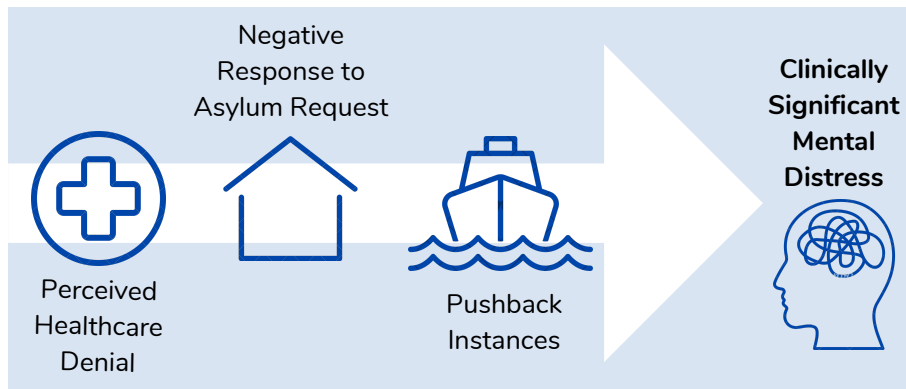 Negative
Response to
Asylum Request
Perceived
Healthcare
Denial
Pushback
Instances
Clinically
Significant
Mental
Distress